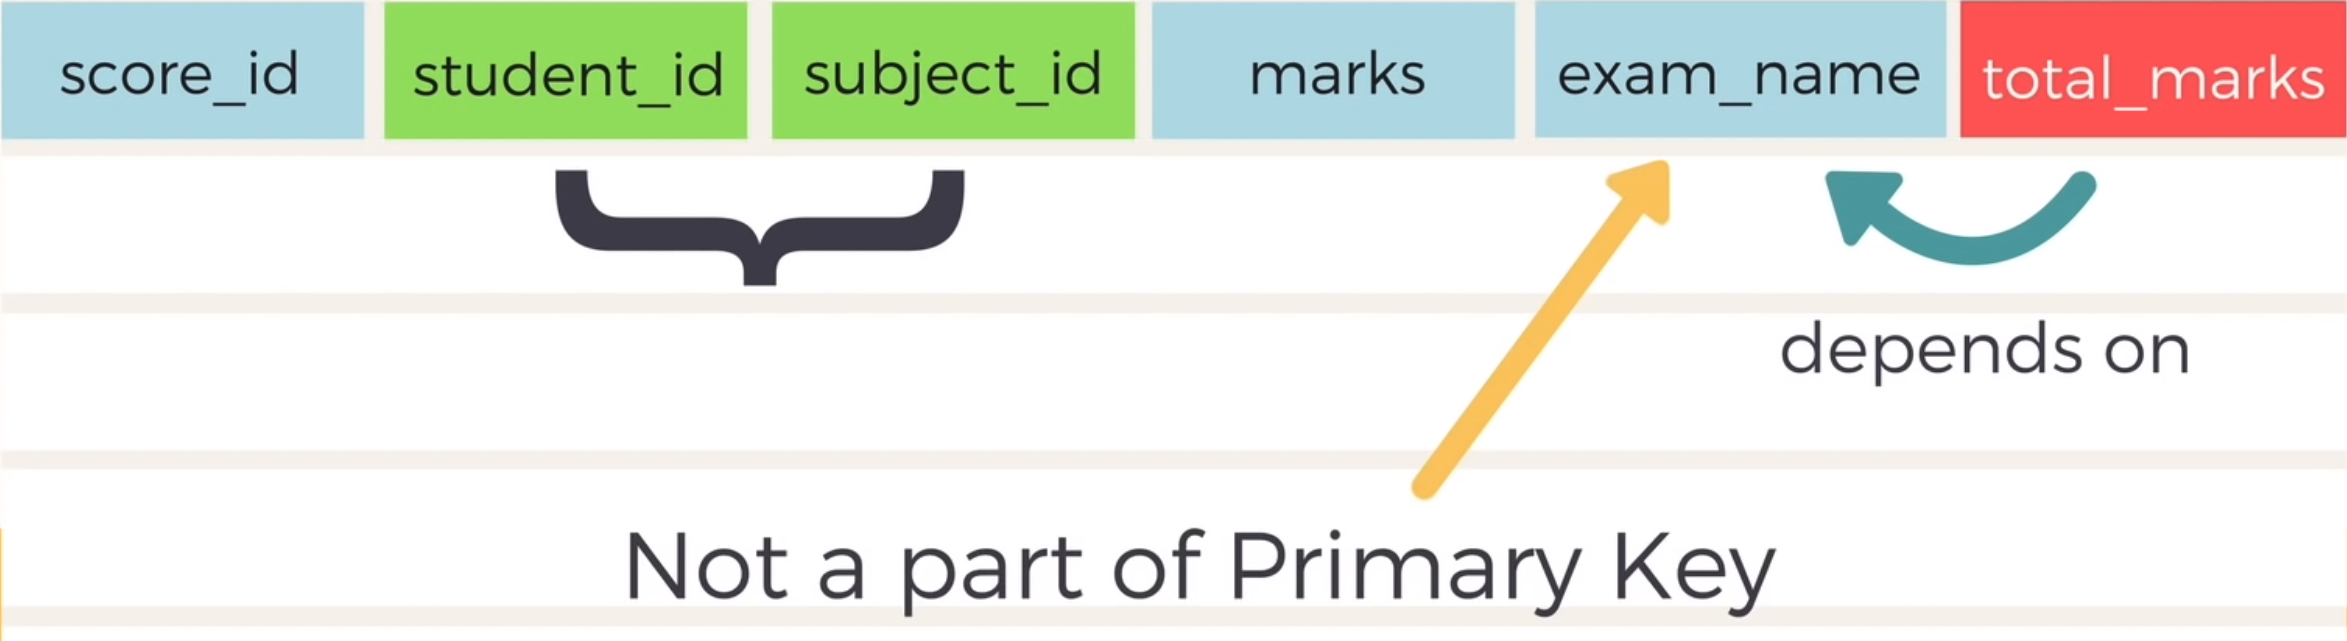 score_id student_id subject_id marks exam_name total_marks
depends on
Not a part of Primary Key